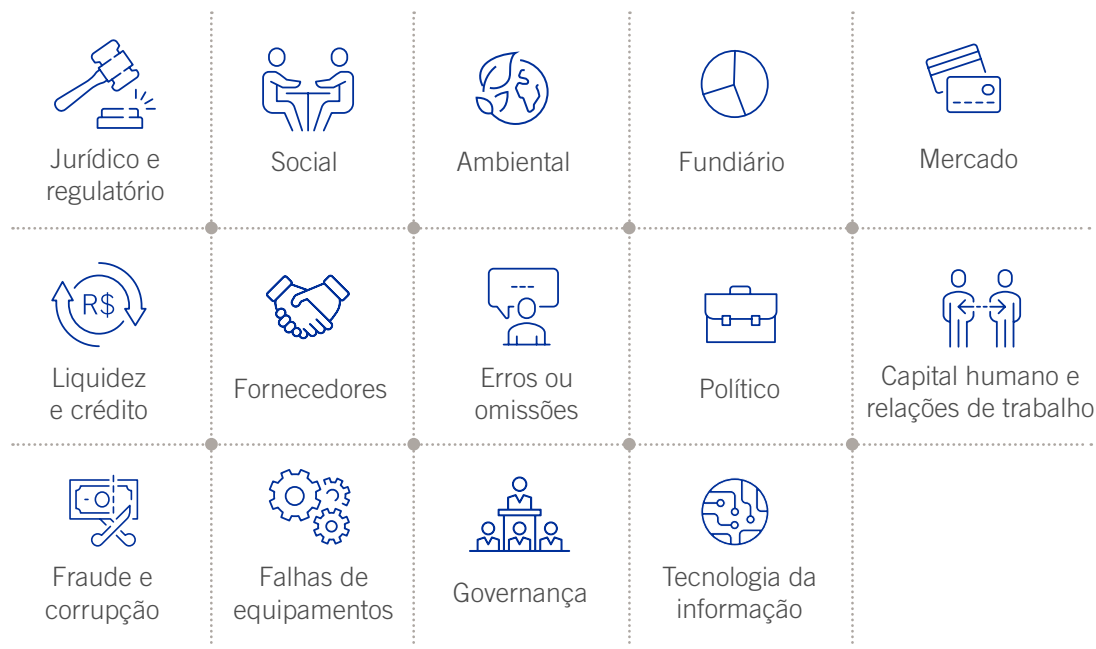 Jurídico e
regulatório
Social
Ambiental
Fundiário
Mercado
R$
Liquidez
e crédito
Fornecedores
Erros ou
omissões
Político
Capital humano e
relações de trabalho
Fraude e
corrupção
Falhas de
equipamentos
Governança
Tecnologia da
informação